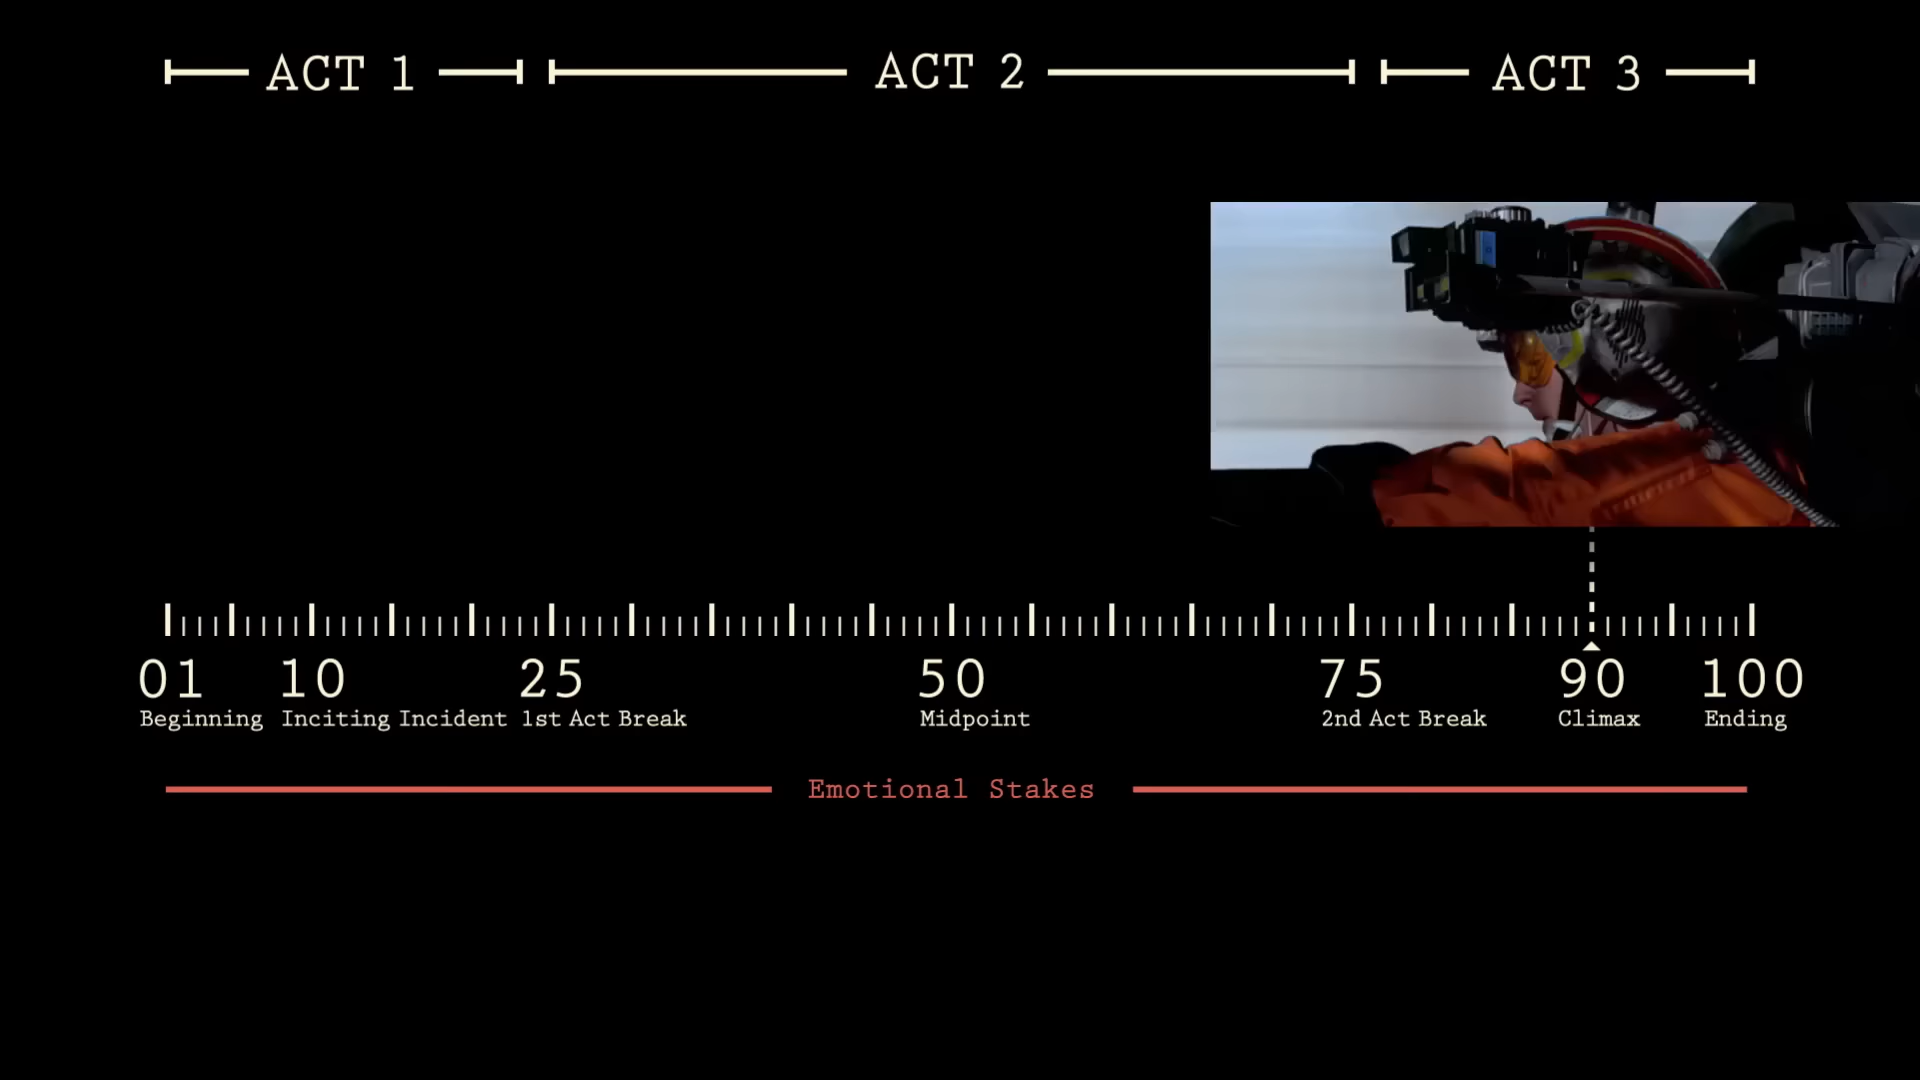 ACT 1 ACT 2 ACT 3
01 10 25 50 75 90 100
Beginning Inciting Incident 1st Act Break Midpoint 2nd Act Break Climax Ending
Emotional Stakes